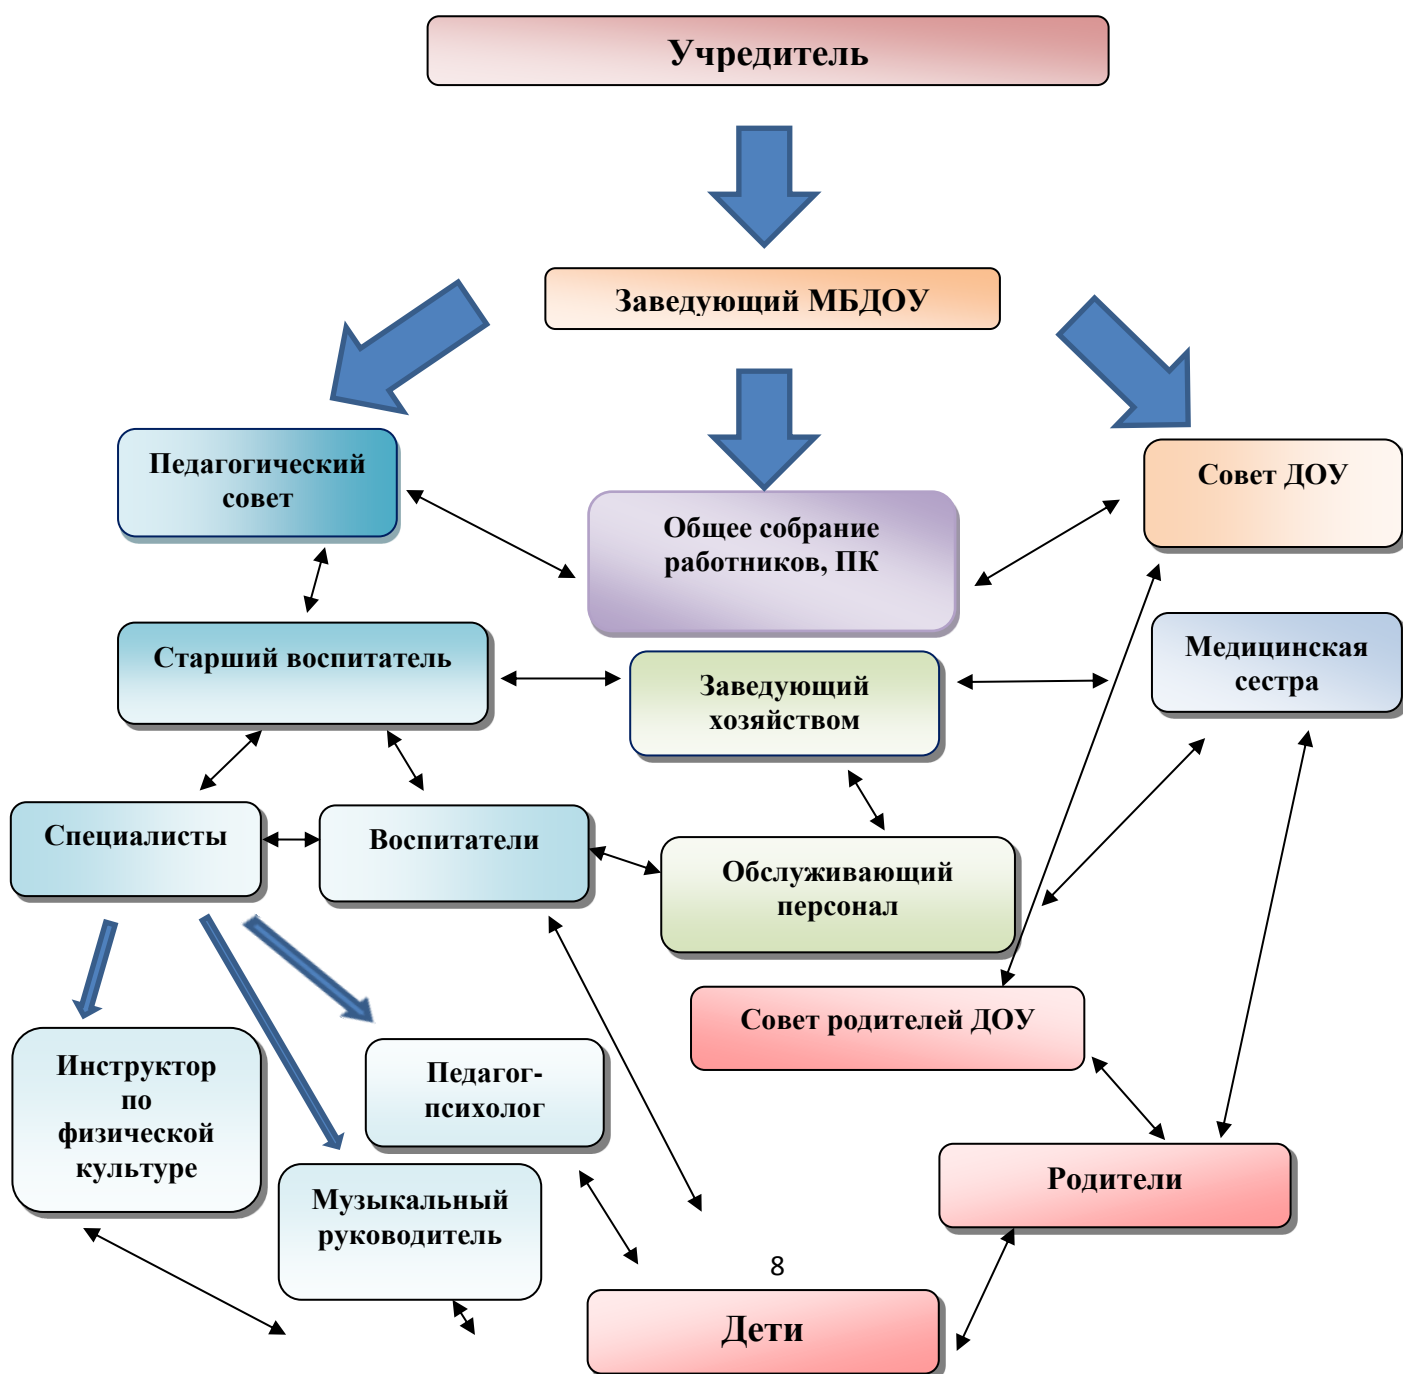 Учредитель
Заведующий МБДОУ
Педагогический
совет
Общее собрание
работников, ПК
Совет ДОУ
Старший воспитатель
Заведующий
хозяйством
Медицинская
сестра
Специалисты
Воспитатели
Обслуживающий
персонал
Совет родителей ДОУ
Инструктор
по
физической
культуре
Педагог-
психолог
Музыкальный
руководитель
Родители
8
Дети